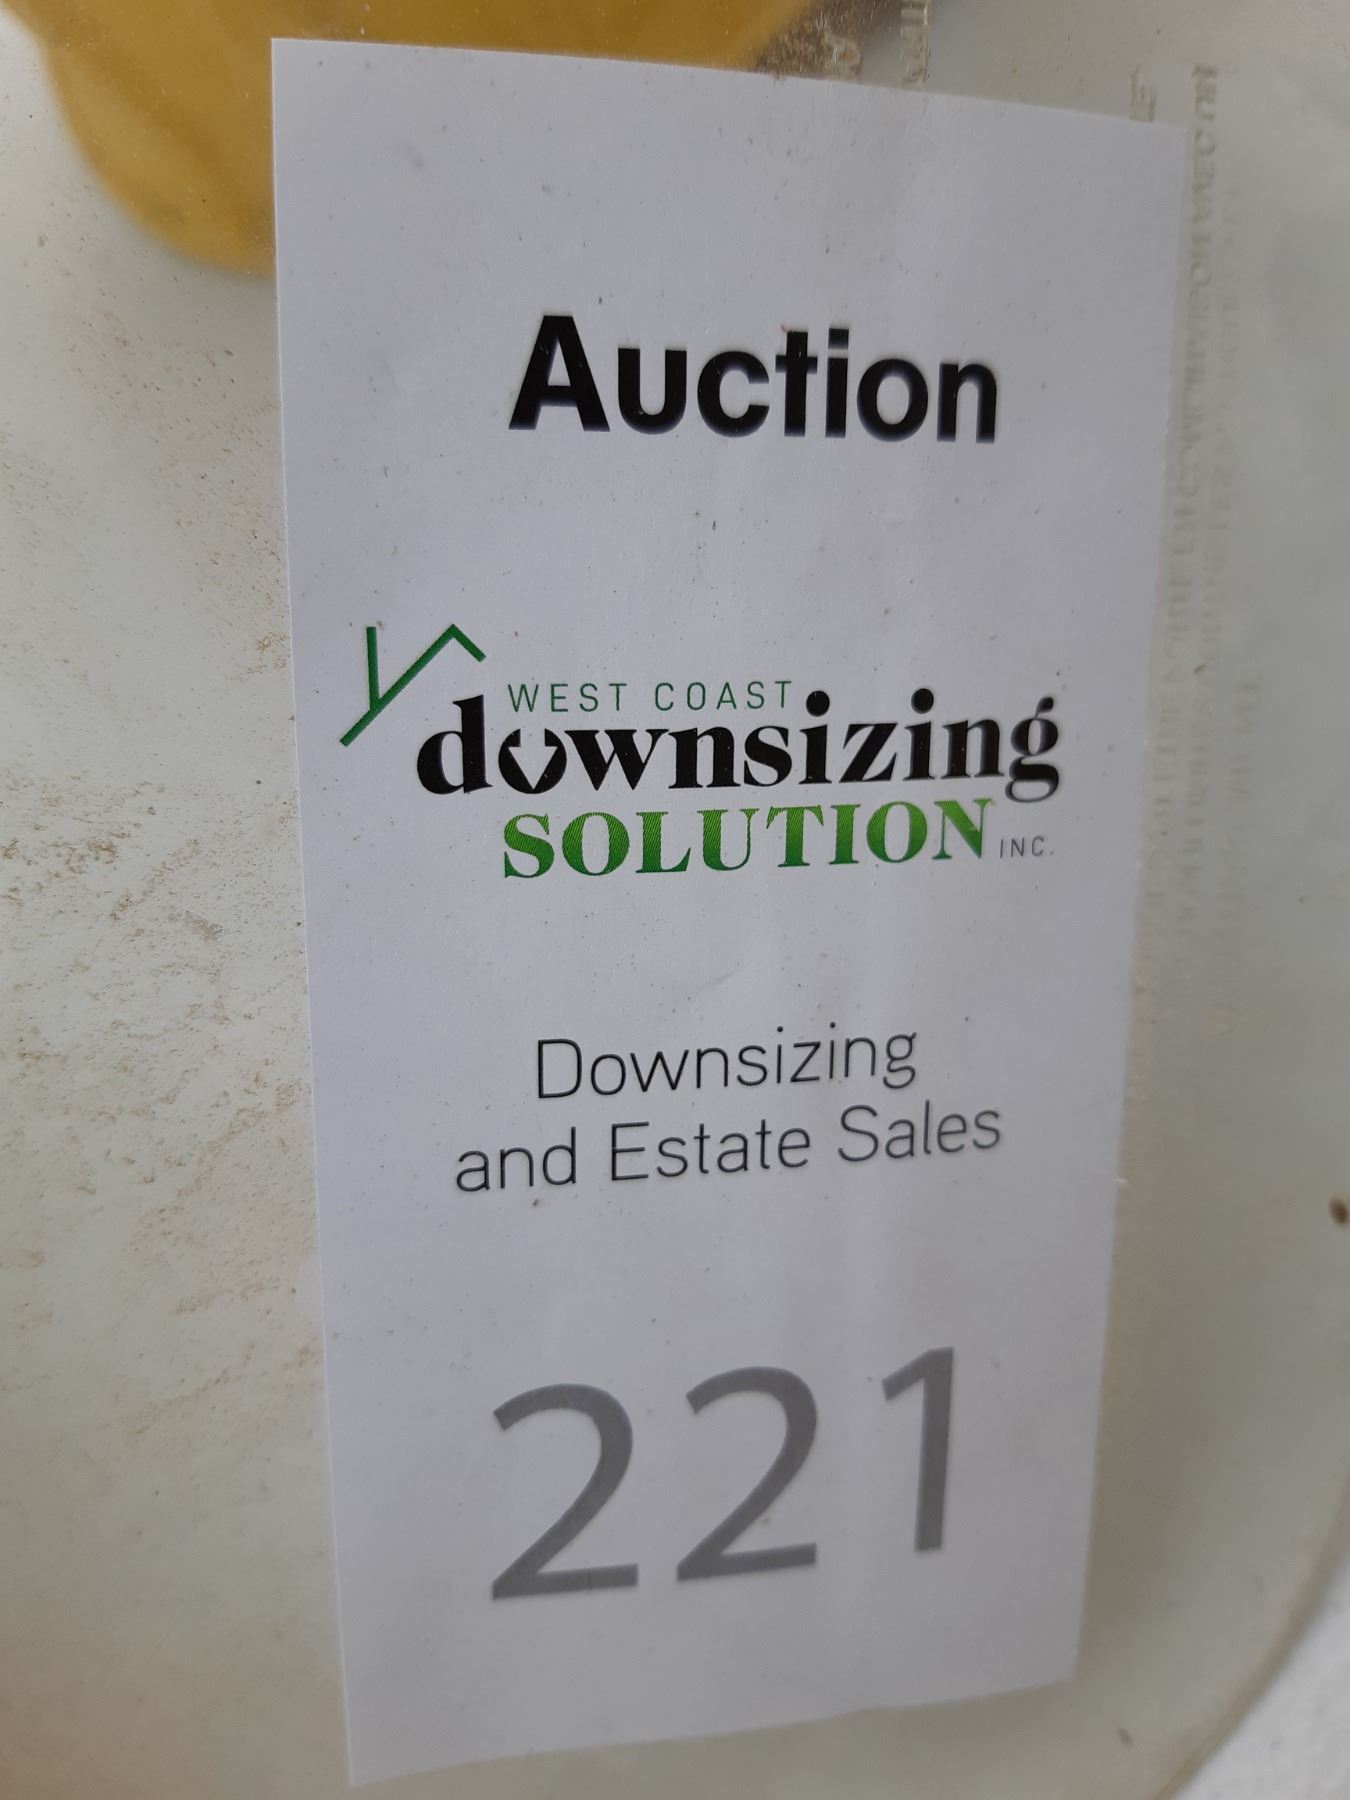 Auction
WEST COAST
downsizing
SOLUTION INC.
Downsizing
and Estate Sales
221